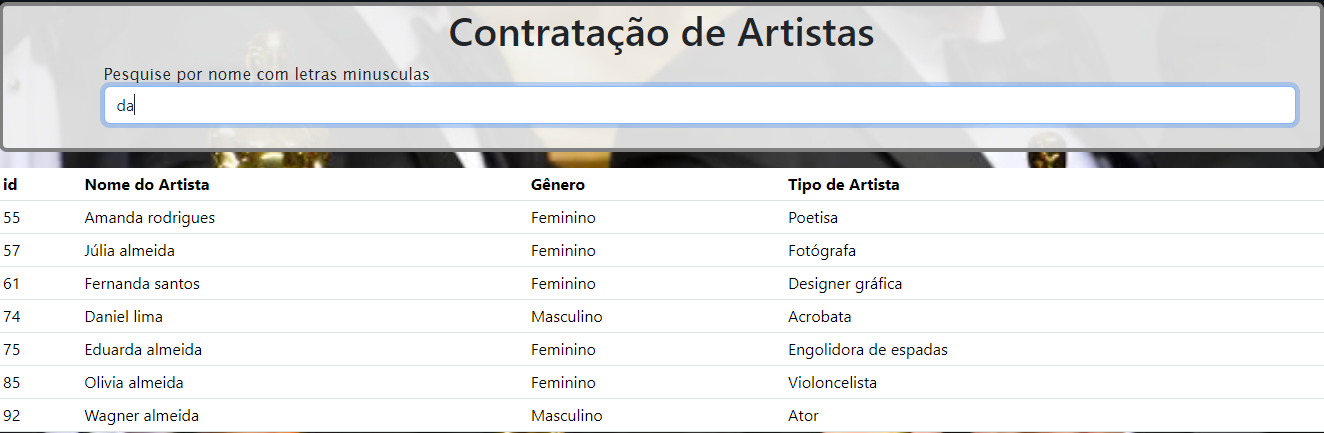 Contratação de Artistas
Pesquise por nome com letras minusculas
da
id Nome do Artista Gênero Tipo de Artista
55 Amanda rodrigues Feminino Poetisa
57 Júlia almeida Feminino Fotógrafa
61 Fernanda santos Feminino Designer gráfica
74 Daniel lima Masculino Acrobata
75 Eduarda almeida Feminino Engolidora de espadas
85 Olivia almeida Feminino Violoncelista
92 Wagner almeida Masculino Ator